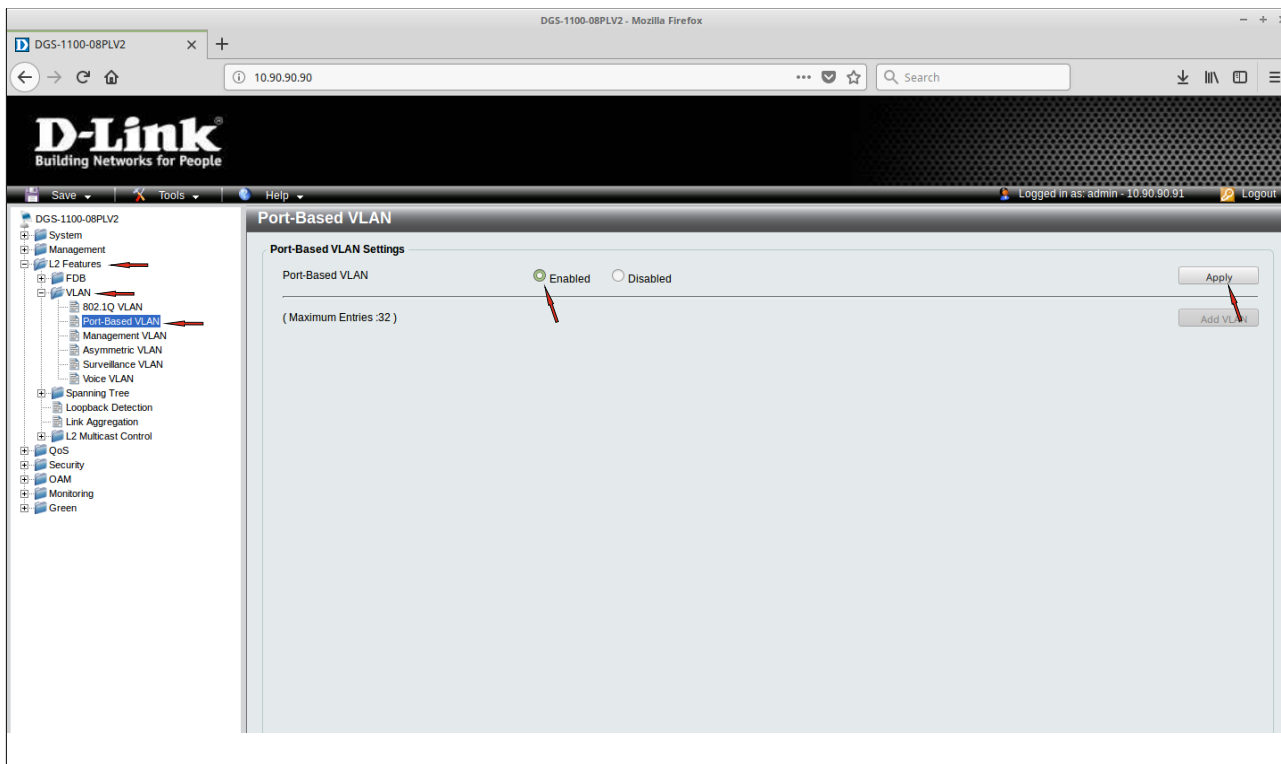 DGS-1100-08PLV2 - Mozilla Firefox
DGS-1100-08PLV2
10.90.90.90
Search
D-Link®
Building Networks for People
Save Tools Help Logged in as: admin - 10.90.90.91 Logout
DGS-1100-08PLV2
System
Management
L2 Features
FDB
VLAN
802.1Q VLAN
Port-Based VLAN
Management VLAN
Asymmetric VLAN
Surveillance VLAN
Voice VLAN
Spanning Tree
Loopback Detection
Link Aggregation
L2 Multicast Control
QoS
Security
OAM
Monitoring
Green
Port-Based VLAN
Port-Based VLAN Settings
Port-Based VLAN Enabled Disabled Apply
( Maximum Entries :32 ) Add VLAN